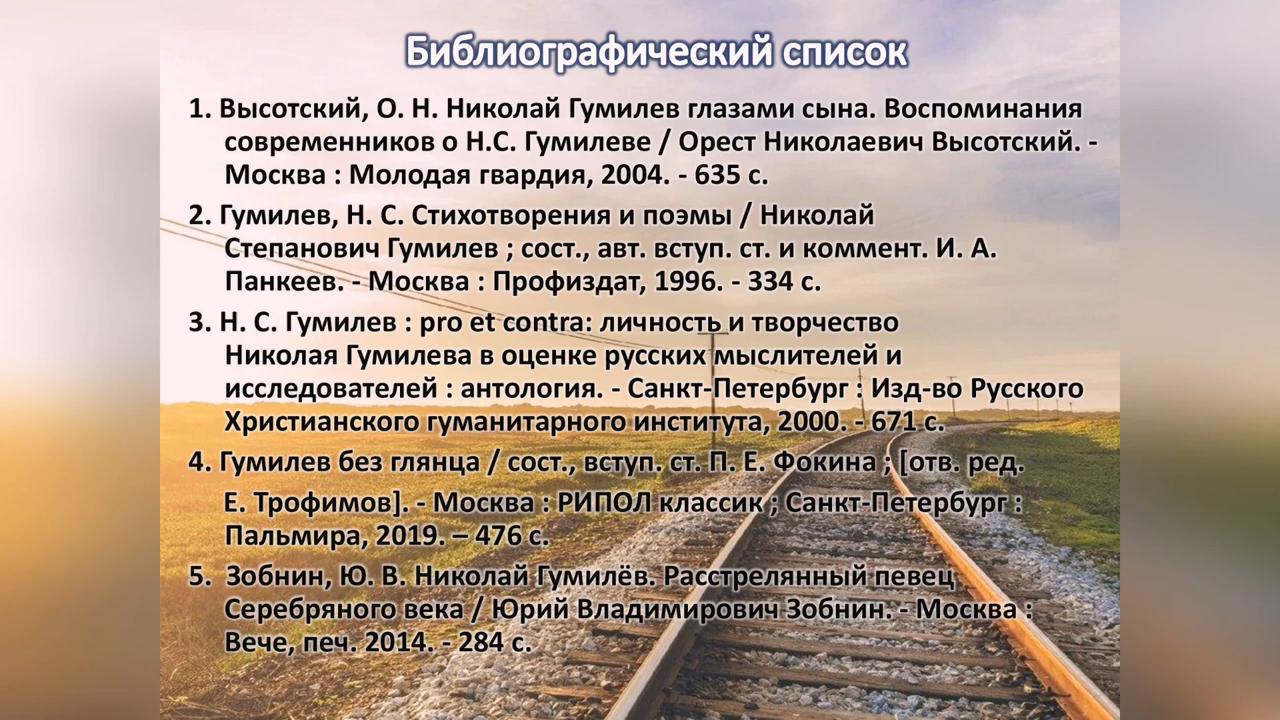 Библиографический список
1. Высотский, О. Н. Николай Гумилев глазами сына. Воспоминания
современников о Н.С. Гумилеве / Орест Николаевич Высотский. -
Москва : Молодая гвардия, 2004. - 635 с.
2. Гумилев, Н. С. Стихотворения и поэмы / Николай
Степанович Гумилев ; сост., авт. вступ. ст. и коммент. И. А.
Панкеев. - Москва : Профиздат, 1996. - 334 с.
3. Н. С. Гумилев : pro et contra: личность и творчество
Николая Гумилева в оценке русских мыслителей и
исследователей : антология. - Санкт-Петербург : Изд-во Русского
Христианского гуманитарного института, 2000. - 671 с.
4. Гумилев без глянца / сост., вступ. ст. П. Е. Фокина ; [отв. ред.
Е. Трофимов]. - Москва : РИПОЛ классик ; Санкт-Петербург :
Пальмира, 2019. – 476 с.
5. Зобнин, Ю. В. Николай Гумилёв. Расстрелянный певец
Серебряного века / Юрий Владимирович Зобнин. - Москва :
Вече, печ. 2014. - 284 с.